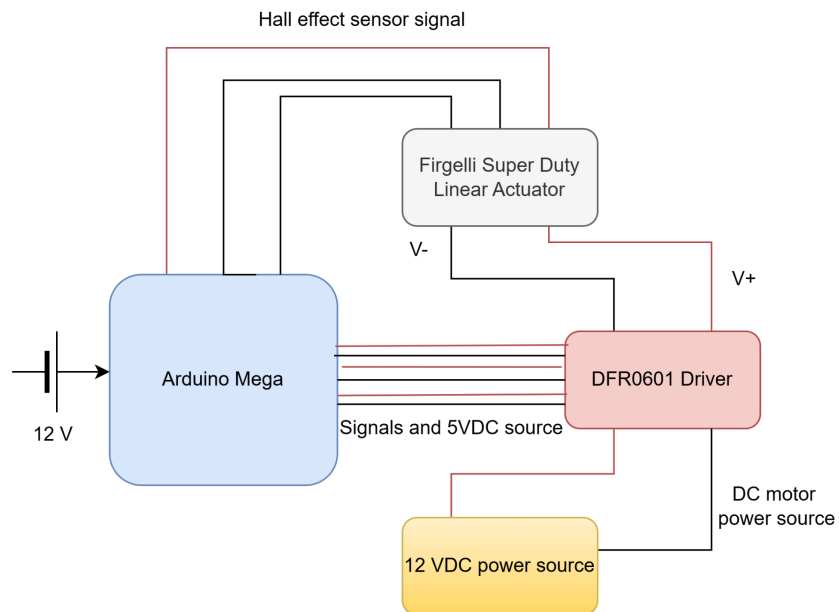 Hall effect sensor signal
Firgelli Super Duty
Linear Actuator
V-
V+
Arduino Mega
DFR0601 Driver
12 V
Signals and 5VDC source
DC motor
power source
12 VDC power source